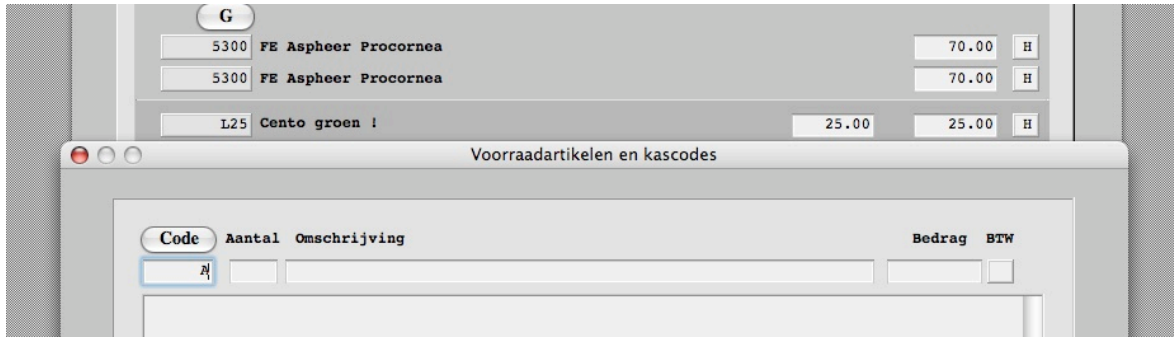 G
5300 FE Aspheer Procornea 70.00 H
5300 FE Aspheer Procornea 70.00 H
L25 Cento groen ! 25.00 25.00 H
Voorraadartikelen en kascodes
Code Aantal Omschrijving Bedrag BTW